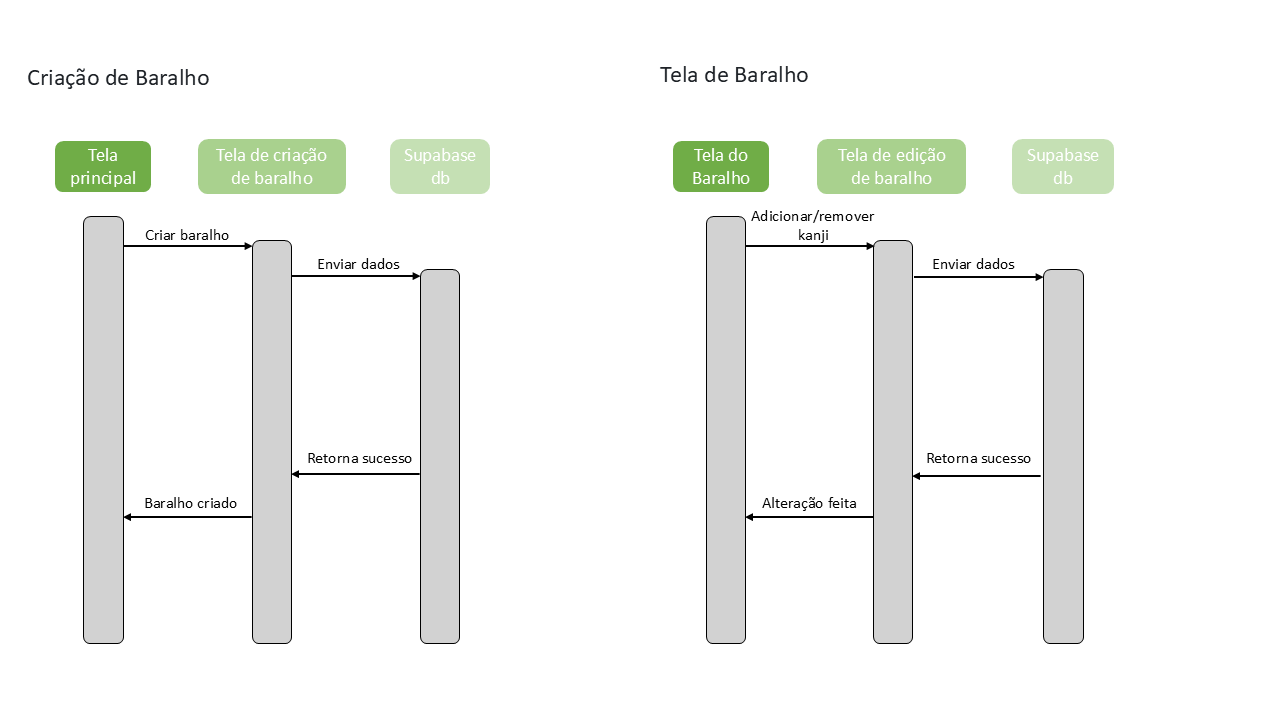 Criação de Baralho
Tela
principal
Tela de criação
de baralho
Supabase
db
Criar baralho
Enviar dados
Retorna sucesso
Baralho criado
Tela de Baralho
Tela do
Baralho
Tela de edição
de baralho
Supabase
db
Adicionar/remover
kanji
Enviar dados
Retorna sucesso
Alteração feita